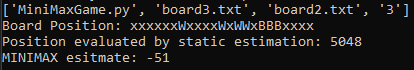 ['MiniMaxGame.py', 'board3.txt', 'board2.txt', '3']
Board Position: xxxxxxWxxxxWxWWxBBBxxxx
Position evaluated by static estimation: 5048
MINIMAX esitmate: -51